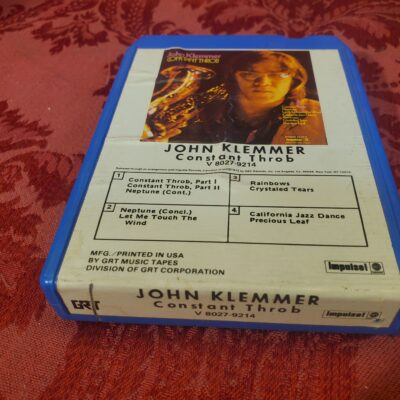 John Klemmer
CONSTANT THROB
JOHN KLEMMER
Constant Throb
V 8027-9214
1
Constant Throb, Part I
Constant Throb, Part II
Neptune (Cont.)
3
Rainbows
Crystaled Tears
2
Neptune (Concl.)
Let Me Touch The
Wind
4
California Jazz Dance
Precious Leaf
MFG./PRINTED IN USA
BY GRT MUSIC TAPES
DIVISION OF GRT CORPORATION
impulse!
GRT
JOHN KLEMMER
Constant Throb
V 8027-9214
impulse!